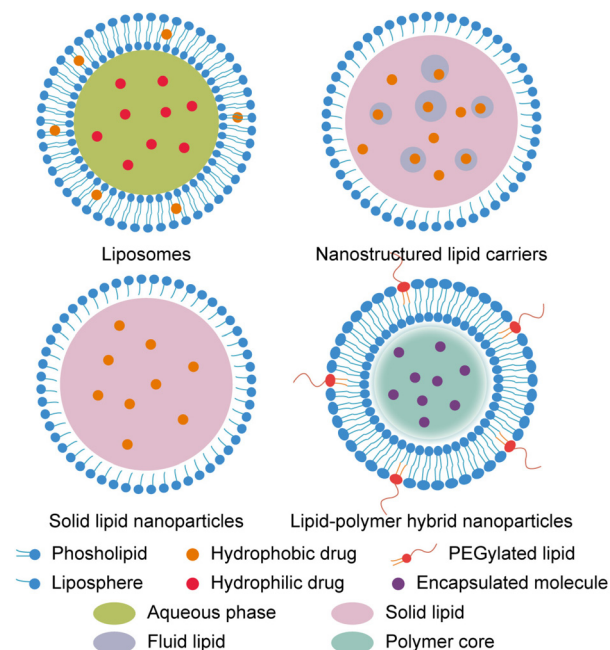 Liposomes
Nanostructured lipid carriers
Solid lipid nanoparticles
Lipid-polymer hybrid nanoparticles
Phosholipid
Hydrophobic drug
PEGylated lipid
Liposphere
Hydrophilic drug
Encapsulated molecule
Aqueous phase
Solid lipid
Fluid lipid
Polymer core